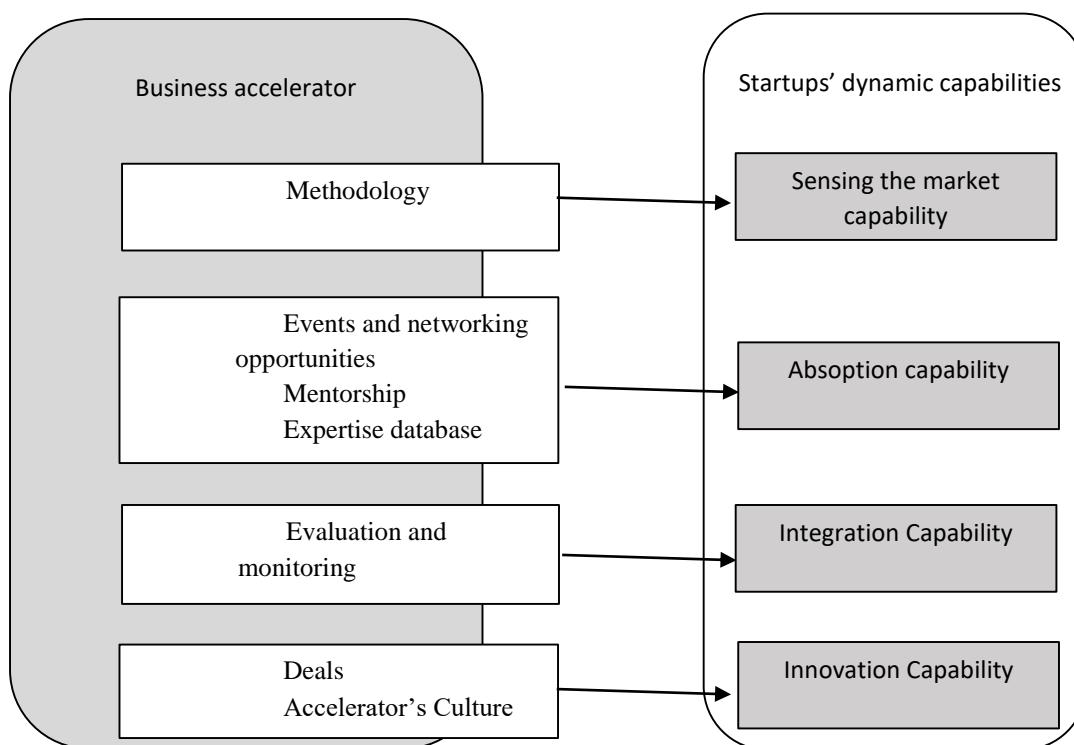 Business accelerator
Startups’ dynamic capabilities
Methodology
Sensing the market
capability
Events and networking
opportunities
Mentorship
Expertise database
Absoption capability
Evaluation and
monitoring
Integration Capability
Deals
Accelerator’s Culture
Innovation Capability